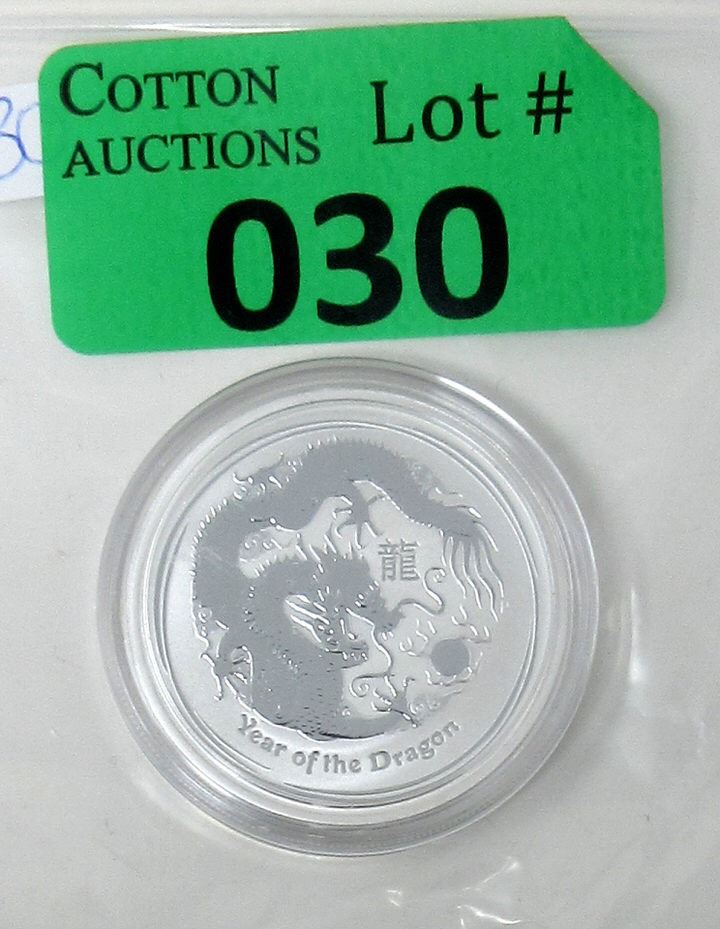 COTTON
AUCTIONS
Lot #
030
龍
Year of the Dragon